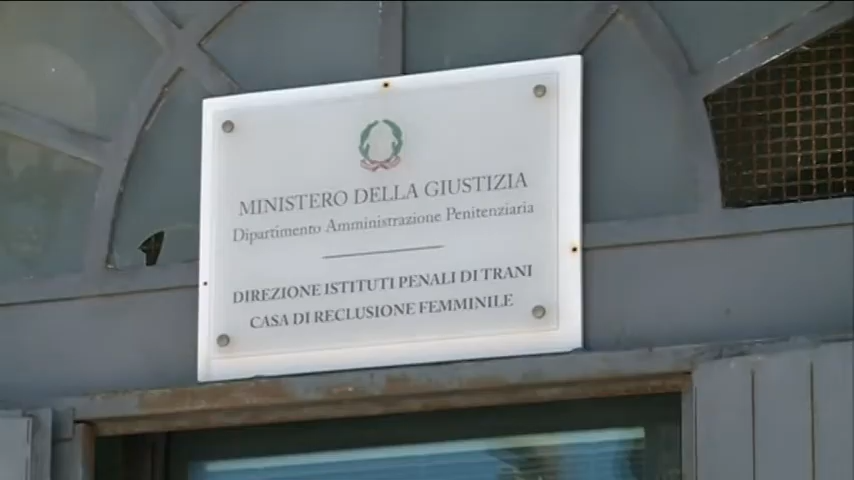 MINISTERO DELLA GIUSTIZIA
Dipartimento Amministrazione Penitenziaria
DIREZIONE ISTITUTI PENALI DI TRANI
CASA DI RECLUSIONE FEMMINILE